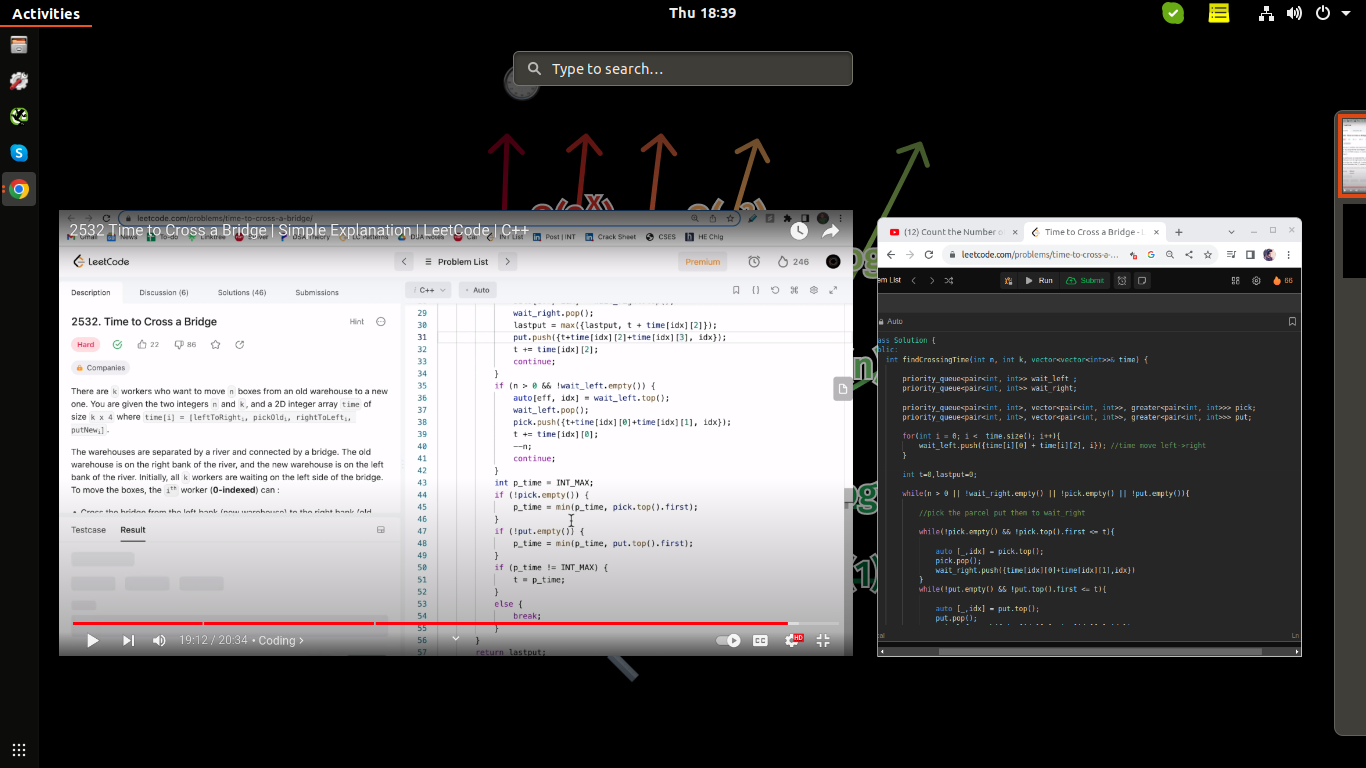 Activities
Thu 18:39
Type to search...
leetcode.com/problems/time-to-cross-a-bridge/
2532 Time to Cross a Bridge | Simple Explanation | LeetCode | C++
Gmail News To-do Linktree DSA Theory LC Patterns DUA Notes Car INT List Post | INT Crack Sheet CSES HE Chig
LeetCode
Problem List
Premium
246
Description
Discussion (6)
Solutions (46)
Submissions
C++
Auto
2532. Time to Cross a Bridge
Hint
Hard
22
86
Companies
There are k workers who want to move n boxes from an old warehouse to a new
one. You are given the two integers n and k, and a 2D integer array time of
size k x 4 where time[i] = [leftToRighti, pickOldi, rightToLefti,
putNewi].
The warehouses are separated by a river and connected by a bridge. The old
warehouse is on the right bank of the river, and the new warehouse is on the left
bank of the river. Initially, all k workers are waiting on the left side of the bridge.
To move the boxes, the ith worker (0-indexed) can :
Cross the bridge from the left bank (new warehouse) to the right bank (old
Testcase
Result
29 wait_right.pop();
30 lastput = max({lastput, t + time[idx][2]});
31 put.push({t+time[idx][2]+time[idx][3], idx});
32 t += time[idx][2];
33 continue;
34 }
35 if (n > 0 && !wait_left.empty()) {
36 auto[eff, idx] = wait_left.top();
37 wait_left.pop();
38 pick.push({t+time[idx][0]+time[idx][1], idx});
39 t += time[idx][0];
40 --n;
41 continue;
42 }
43 int p_time = INT_MAX;
44 if (!pick.empty()) {
45 p_time = min(p_time, pick.top().first);
46 }
47 if (!put.empty()) {
48 p_time = min(p_time, put.top().first);
49 }
50 if (p_time != INT_MAX) {
51 t = p_time;
52 }
53 else {
54 break;
55 }
56 }
57 return lastput;
19:12 / 20:34 • Coding >
CC
HD
(12) Count the Number o
Time to Cross a Bridge - L
leetcode.com/problems/time-to-cross-a-...
em List
Run
Submit
66
Auto
ass Solution {
blic:
int findCrossingTime(int n, int k, vector<vector<int>>& time) {
priority_queue<pair<int, int>> wait_left ;
priority_queue<pair<int, int>> wait_right;
priority_queue<pair<int, int>, vector<pair<int, int>>, greater<pair<int, int>>> pick;
priority_queue<pair<int, int>, vector<pair<int, int>>, greater<pair<int, int>>> put;
for(int i = 0; i < time.size(); i++){
wait_left.push({time[i][0] + time[i][2], i}); //time move left->right
}
int t=0,lastput=0;
while(n > 0 || !wait_right.empty() || !pick.empty() || !put.empty()){
//pick the parcel put them to wait_right
while(!pick.empty() && !pick.top().first <= t){
auto [_,idx] = pick.top();
pick.pop();
wait_right.push({time[idx][0]+time[idx][1],idx})
}
while(!put.empty() && !put.top().first <= t){
auto [_,idx] = put.top();
put.pop();
Ln